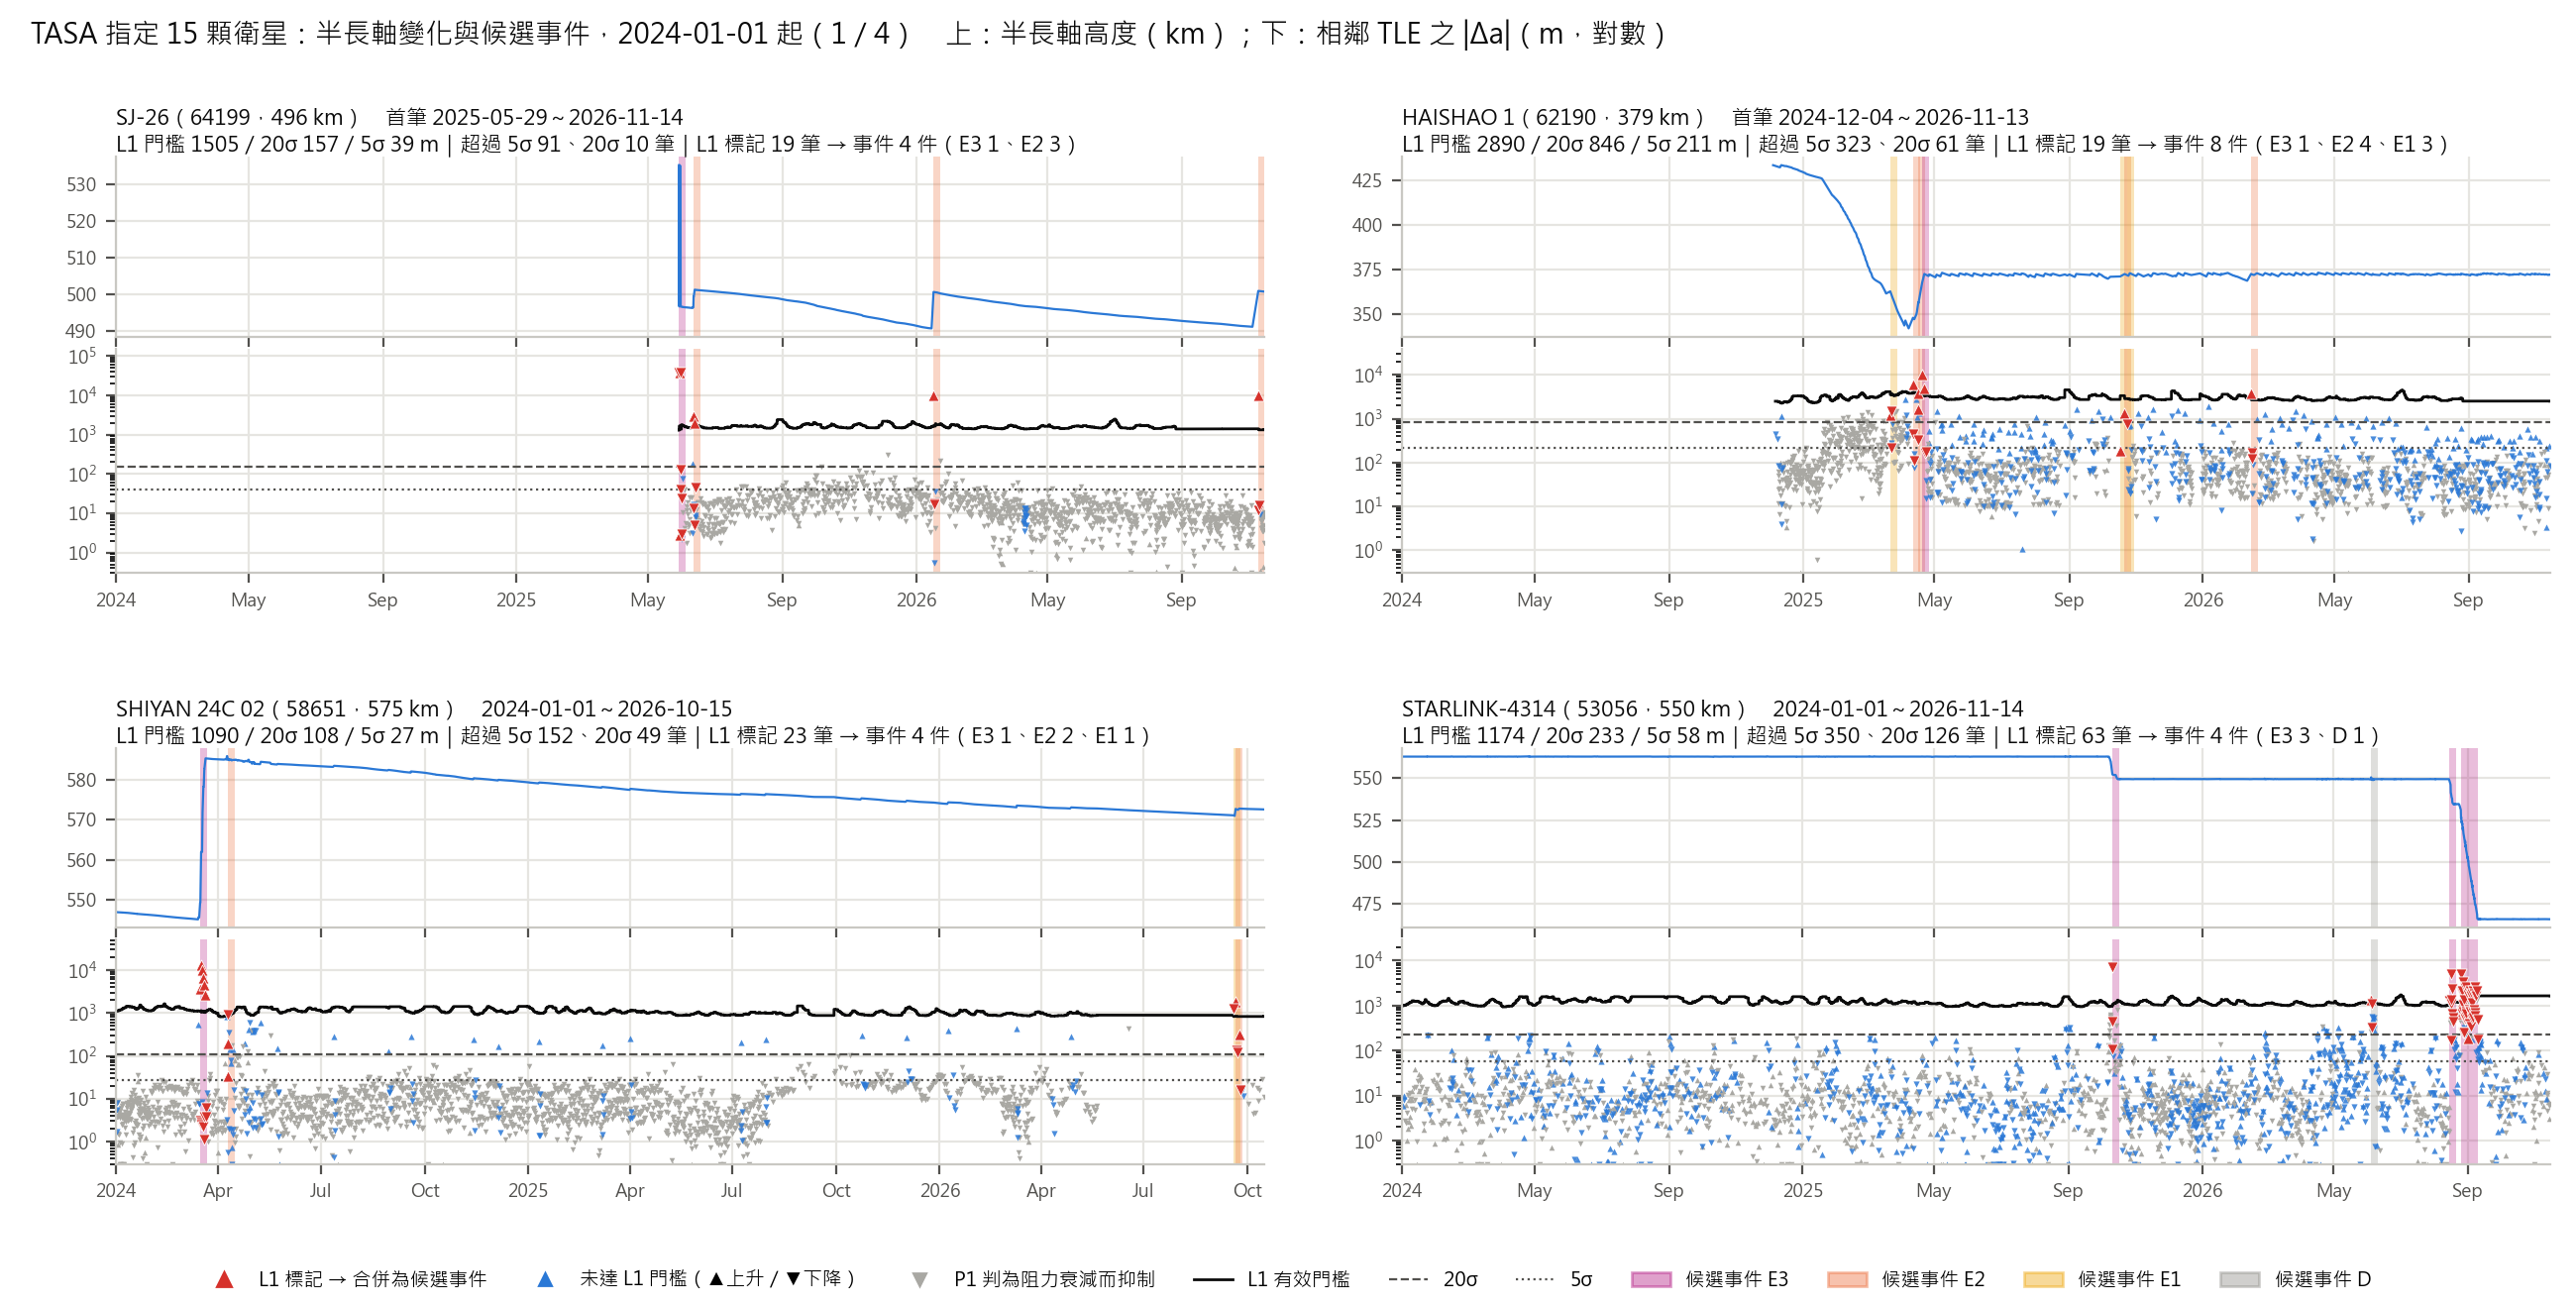 TASA 指定 15 顆衛星：半長軸變化與候選事件，2024-01-01 起（1 / 4）　上：半長軸高度（km）；下：相鄰 TLE 之 |Δa|（m，對數）
SJ-26（64199．496 km）　首筆 2025-05-29～2026-11-14
L1 門檻 1505 / 20σ 157 / 5σ 39 m | 超過 5σ 91、20σ 10 筆 | L1 標記 19 筆 → 事件 4 件（E3 1、E2 3）
530
520
510
500
490
10⁵
10⁴
10³
10²
10¹
10⁰
2024 May Sep 2025 May Sep 2026 May Sep
HAISHAO 1（62190．379 km）　首筆 2024-12-04～2026-11-13
L1 門檻 2890 / 20σ 846 / 5σ 211 m | 超過 5σ 323、20σ 61 筆 | L1 標記 19 筆 → 事件 8 件（E3 1、E2 4、E1 3）
425
400
375
350
10⁴
10³
10²
10¹
10⁰
2024 May Sep 2025 May Sep 2026 May Sep
SHIYAN 24C 02（58651．575 km）　2024-01-01～2026-10-15
L1 門檻 1090 / 20σ 108 / 5σ 27 m | 超過 5σ 152、20σ 49 筆 | L1 標記 23 筆 → 事件 4 件（E3 1、E2 2、E1 1）
580
570
560
550
10⁴
10³
10²
10¹
10⁰
2024 Apr Jul Oct 2025 Apr Jul Oct 2026 Apr Jul Oct
STARLINK-4314（53056．550 km）　2024-01-01～2026-11-14
L1 門檻 1174 / 20σ 233 / 5σ 58 m | 超過 5σ 350、20σ 126 筆 | L1 標記 63 筆 → 事件 4 件（E3 3、D 1）
550
525
500
475
10⁴
10³
10²
10¹
10⁰
2024 May Sep 2025 May Sep 2026 May Sep
L1 標記 → 合併為候選事件　未達 L1 門檻（▲上升 / ▼下降）　P1 判為阻力衰減而抑制　L1 有效門檻　20σ　5σ　候選事件 E3　候選事件 E2　候選事件 E1　候選事件 D